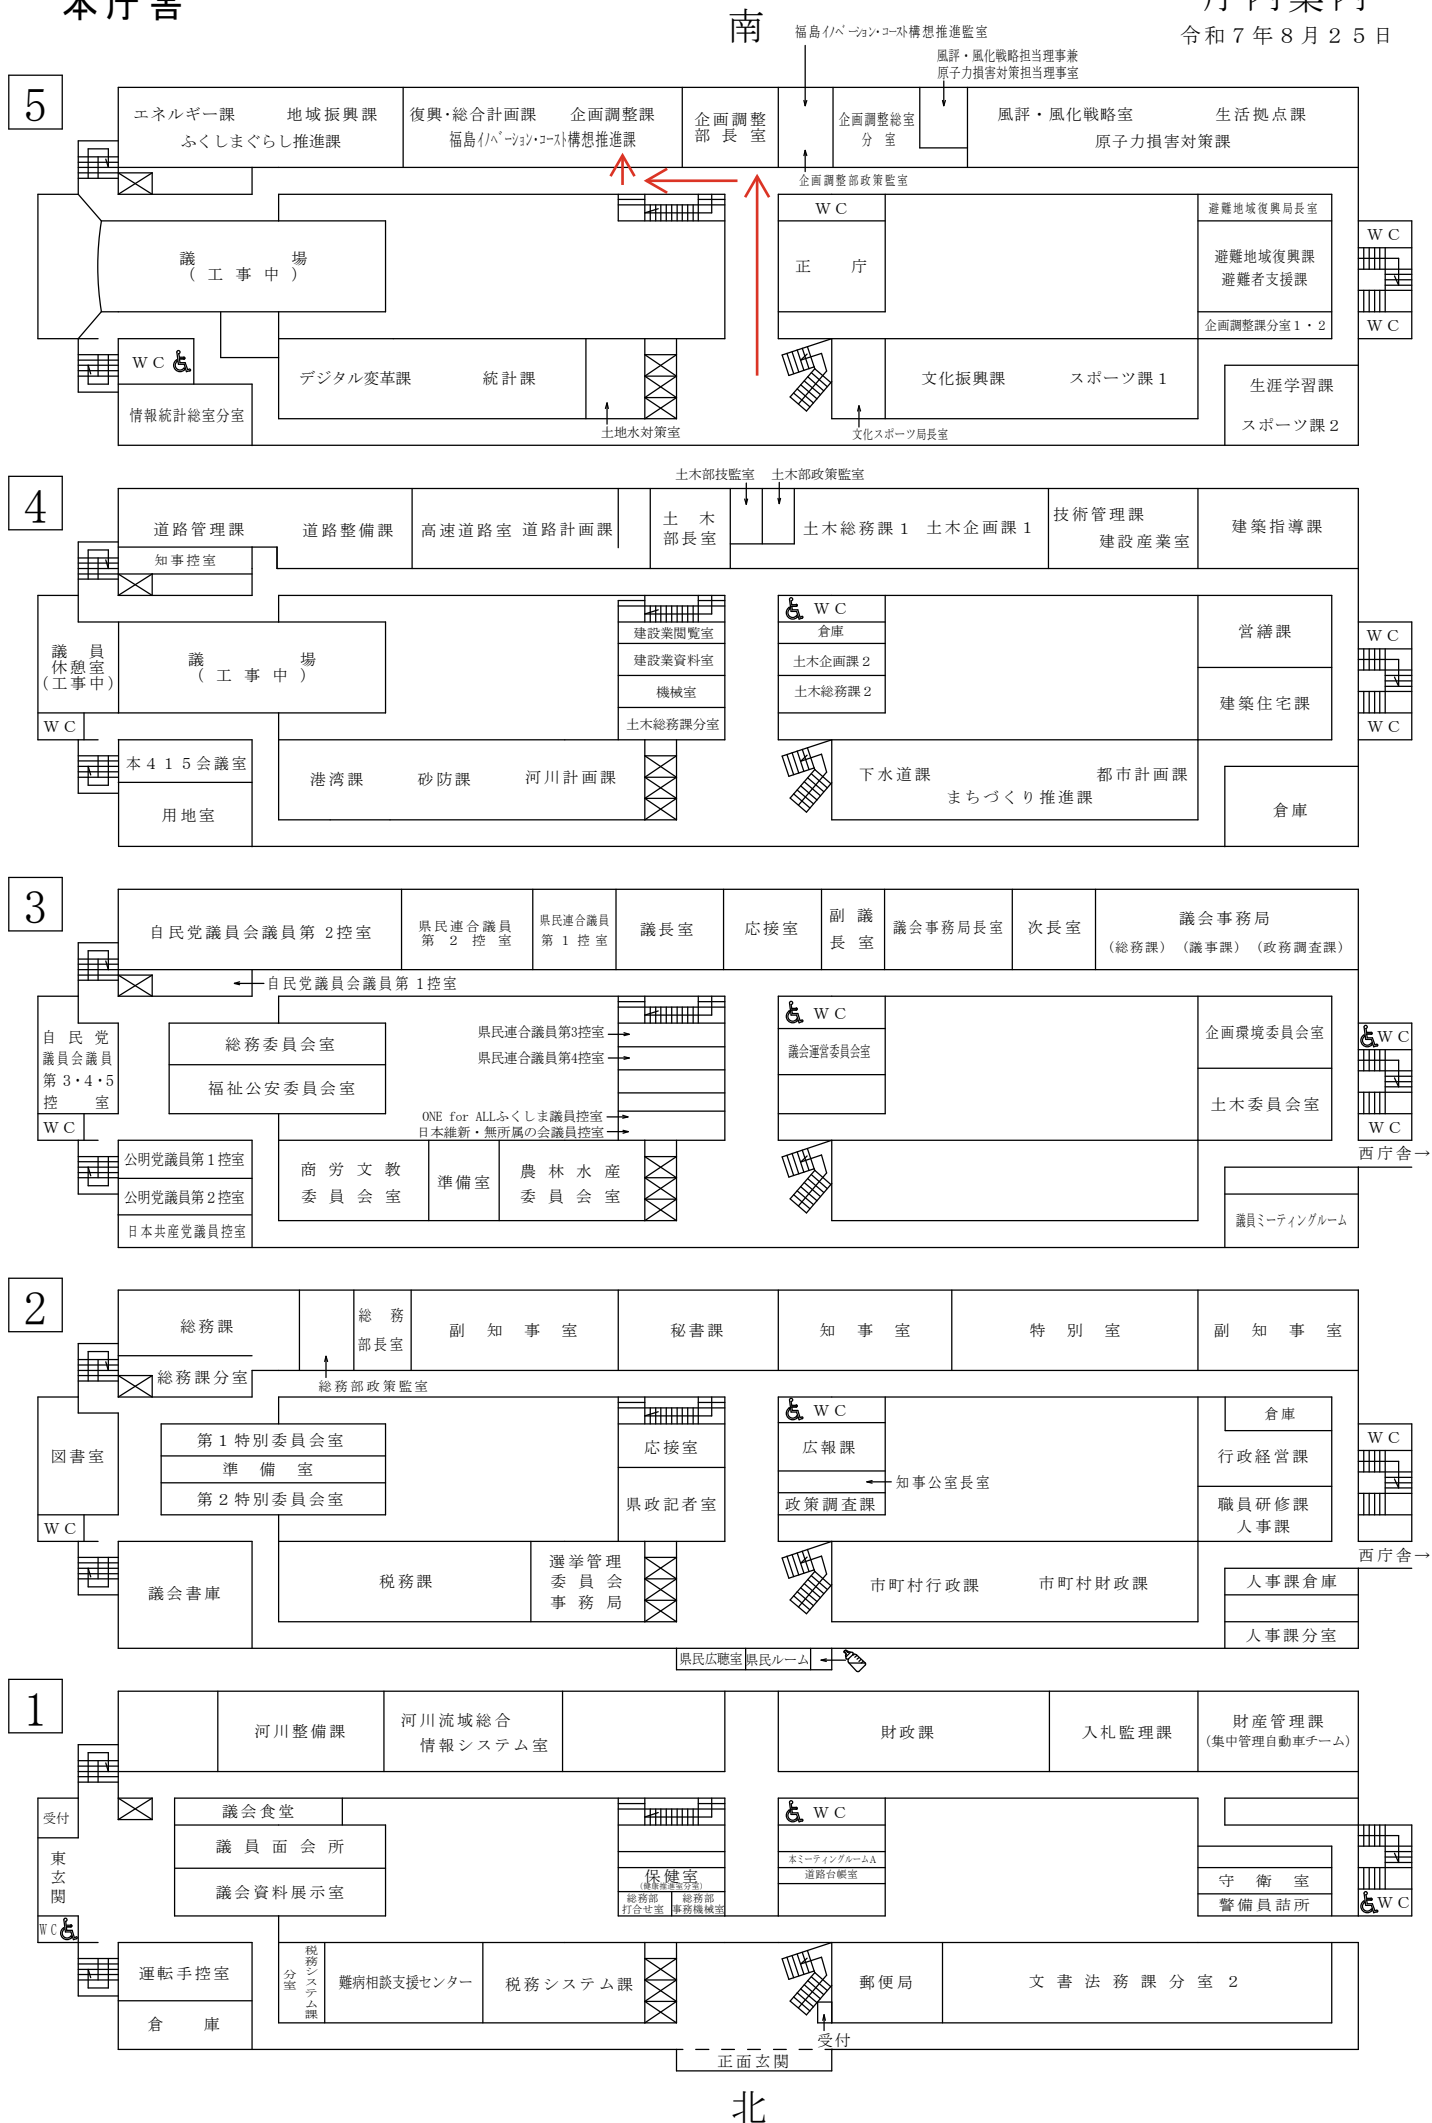 本庁舎
庁内案内
令和７年８月２５日
南
福島イノベーション・コースト構想推進監室
風評・風化戦略担当理事兼
原子力損害対策担当理事室
5
エネルギー課
地域振興課
ふくしまぐらし推進課
復興・総合計画課
企画調整課
福島イノベーション・コースト構想推進課
企画調整
部長室
企画調整総室
分室
風評・風化戦略室
生活拠点課
原子力損害対策課
企画調整部政策監室
WC
避難地域復興局長室
WC
議場
(工事中)
正庁
避難地域復興課
避難者支援課
企画調整課分室１・２
WC
WC
デジタル変革課
統計課
文化振興課
スポーツ課１
生涯学習課
スポーツ課２
情報統計総室分室
土地水対策室
文化スポーツ局長室
土木部技監室
土木部政策監室
4
道路管理課
道路整備課
高速道路室
道路計画課
土木
部長室
土木総務課１
土木企画課１
技術管理課
建設産業室
建築指導課
知事控室
WC
建設業閲覧室
倉庫
営繕課
WC
議員
休憩室
(工事中)
議場
(工事中)
建設業資料室
土木企画課２
機械室
土木総務課２
建築住宅課
WC
土木総務課分室
WC
本４１５会議室
港湾課
砂防課
河川計画課
下水道課
都市計画課
まちづくり推進課
用地室
倉庫
3
自民党議員会議員第２控室
県民連合議員
第２控室
県民連合議員
第１控室
議長室
応接室
副議
長室
議会事務局長室
次長室
議会事務局
(総務課)（議事課）（政務調査課）
自民党議員会議員第１控室
WC
自民党
議員会議員
第３・４・５
控室
総務委員会室
県民連合議員第3控室
県民連合議員第4控室
議会運営委員会室
企画環境委員会室
WC
福祉公安委員会室
土木委員会室
ONE for ALLふくしま議員控室
日本維新・無所属の会議員控室
WC
WC
西庁舎→
公明党議員第１控室
商労文教
委員会室
準備室
農林水産
委員会室
公明党議員第２控室
日本共産党議員控室
議員ミーティングルーム
2
総務課
総務
部長室
副知事室
秘書課
知事室
特別室
副知事室
総務課分室
総務部政策監室
WC
倉庫
図書室
第１特別委員会室
準備室
第２特別委員会室
応接室
広報課
行政経営課
WC
知事公室長室
県政記者室
政策調査課
職員研修課
人事課
WC
西庁舎→
議会書庫
税務課
選挙管理
委員会
事務局
市町村行政課
市町村財政課
人事課倉庫
人事課分室
県民広聴室
県民ルーム
1
河川整備課
河川流域総合
情報システム室
財政課
入札監理課
財産管理課
(集中管理自動車チーム)
受付
議会食堂
WC
東玄関
議員面会所
本ミーティングルームA
保健室
(健康推進室分室)
道路台帳室
守衛室
議会資料展示室
総務部
打合せ室
総務部
事務機械室
警備員詰所
WC
WC
運転手控室
税務システム課
分室
難病相談支援センター
税務システム課
郵便局
文書法務課分室２
倉庫
受付
正面玄関
北